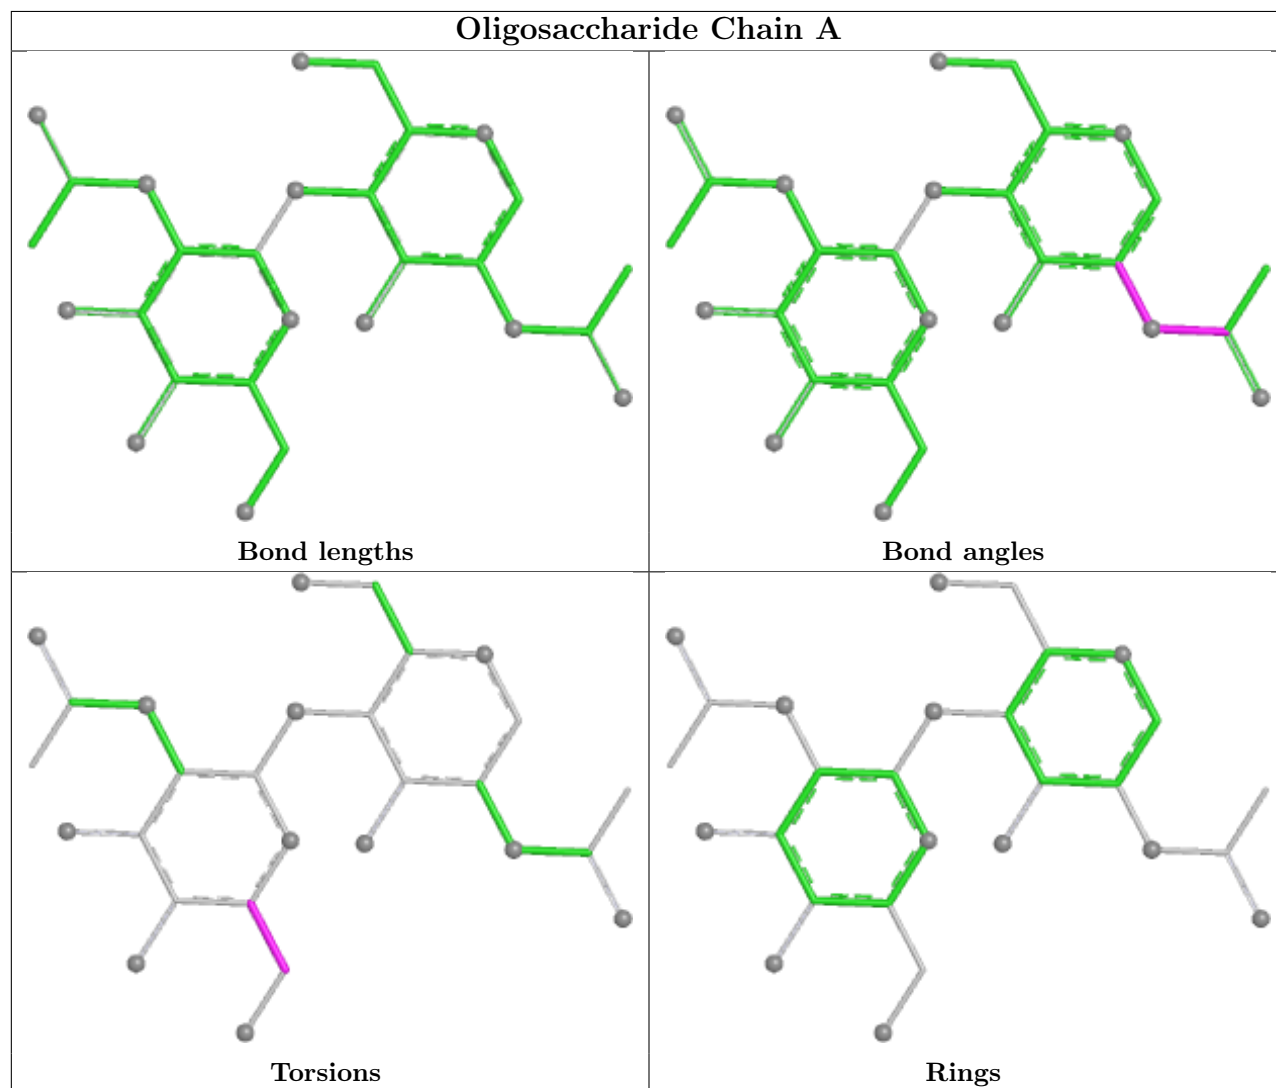 Oligosaccharide Chain A
Bond lengths
Bond angles
Torsions
Rings